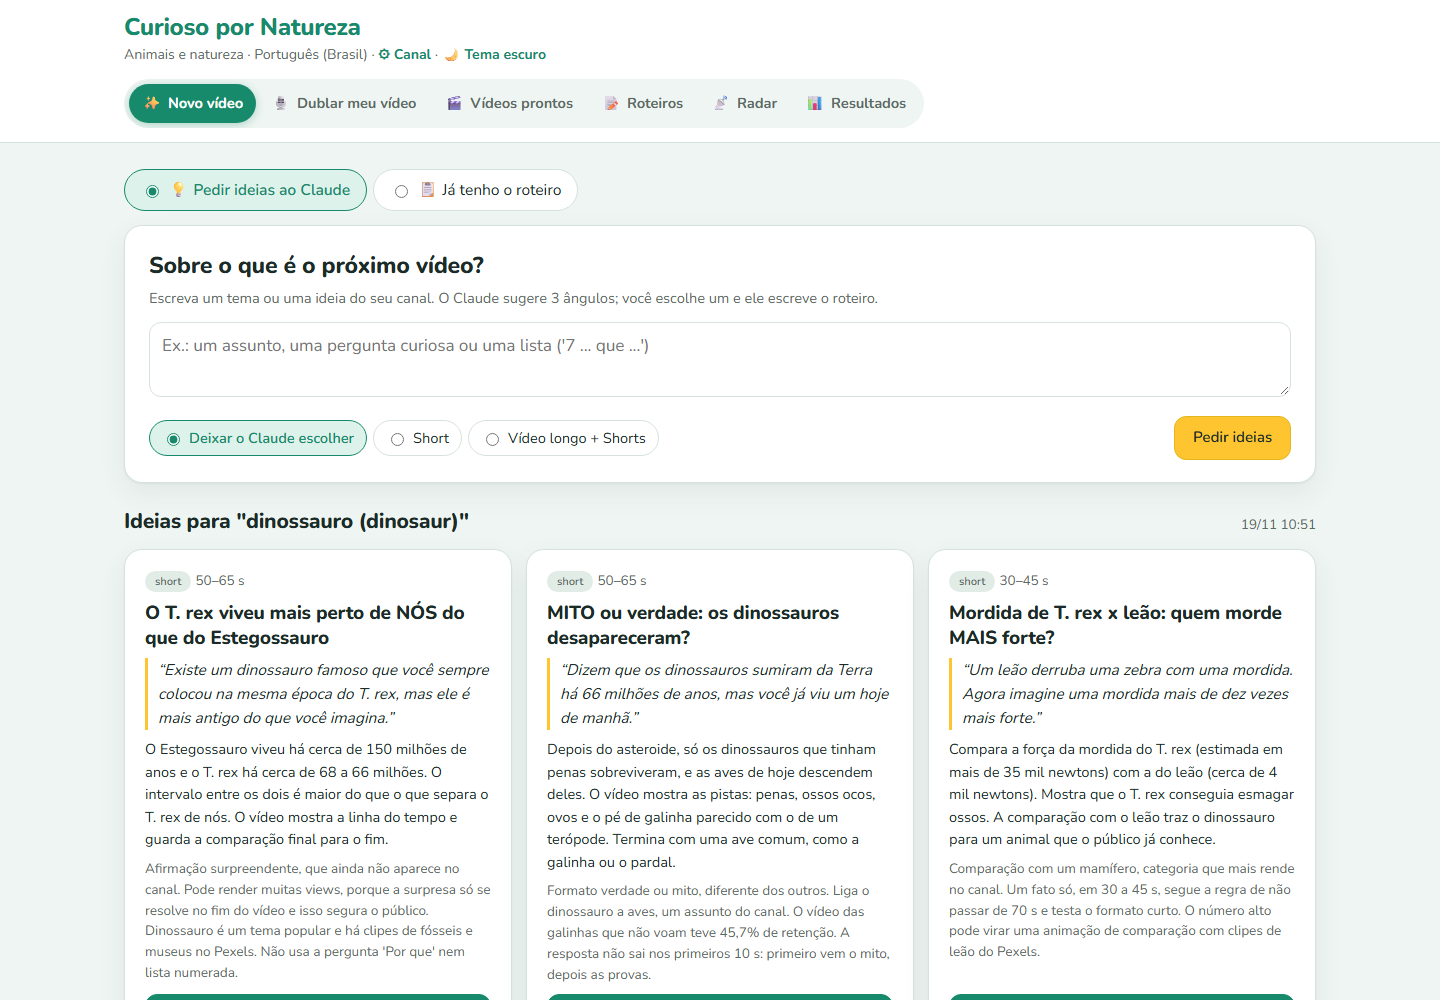 Curioso por Natureza
Animais e natureza · Português (Brasil) · ⚙ Canal · 🌙 Tema escuro
✨ Novo vídeo
🎙 Dublar meu vídeo
🎬 Vídeos prontos
📝 Roteiros
📡 Radar
📊 Resultados
💡 Pedir ideias ao Claude
📋 Já tenho o roteiro
Sobre o que é o próximo vídeo?
Escreva um tema ou uma ideia do seu canal. O Claude sugere 3 ângulos; você escolhe um e ele escreve o roteiro.
Ex.: um assunto, uma pergunta curiosa ou uma lista ('7 ... que ...')
Deixar o Claude escolher
Short
Vídeo longo + Shorts
Pedir ideias
Ideias para "dinossauro (dinosaur)"
19/11 10:51
short 50–65 s
O T. rex viveu mais perto de NÓS do
que do Estegossauro
“Existe um dinossauro famoso que você sempre
colocou na mesma época do T. rex, mas ele é
mais antigo do que você imagina.”
O Estegossauro viveu há cerca de 150 milhões de
anos e o T. rex há cerca de 68 a 66 milhões. O
intervalo entre os dois é maior do que o que separa o
T. rex de nós. O vídeo mostra a linha do tempo e
guarda a comparação final para o fim.
Afirmação surpreendente, que ainda não aparece no
canal. Pode render muitas views, porque a surpresa só se
resolve no fim do vídeo e isso segura o público.
Dinossauro é um tema popular e há clipes de fósseis e
museus no Pexels. Não usa a pergunta 'Por que' nem
lista numerada.
short 50–65 s
MITO ou verdade: os dinossauros
desapareceram?
“Dizem que os dinossauros sumiram da Terra
há 66 milhões de anos, mas você já viu um hoje
de manhã.”
Depois do asteroide, só os dinossauros que tinham
penas sobreviveram, e as aves de hoje descendem
deles. O vídeo mostra as pistas: penas, ossos ocos,
ovos e o pé de galinha parecido com o de um
terópode. Termina com uma ave comum, como a
galinha ou o pardal.
Formato verdade ou mito, diferente dos outros. Liga o
dinossauro a aves, um assunto do canal. O vídeo das
galinhas que não voam teve 45,7% de retenção. A
resposta não sai nos primeiros 10 s: primeiro vem o mito,
depois as provas.
short 30–45 s
Mordida de T. rex x leão: quem morde
MAIS forte?
“Um leão derruba uma zebra com uma mordida.
Agora imagine uma mordida mais de dez vezes
mais forte.”
Compara a força da mordida do T. rex (estimada em
mais de 35 mil newtons) com a do leão (cerca de 4
mil newtons). Mostra que o T. rex conseguia esmagar
ossos. A comparação com o leão traz o dinossauro
para um animal que o público já conhece.
Comparação com um mamífero, categoria que mais rende
no canal. Um fato só, em 30 a 45 s, segue a regra de não
passar de 70 s e testa o formato curto. O número alto
pode virar uma animação de comparação com clipes de
leão do Pexels.